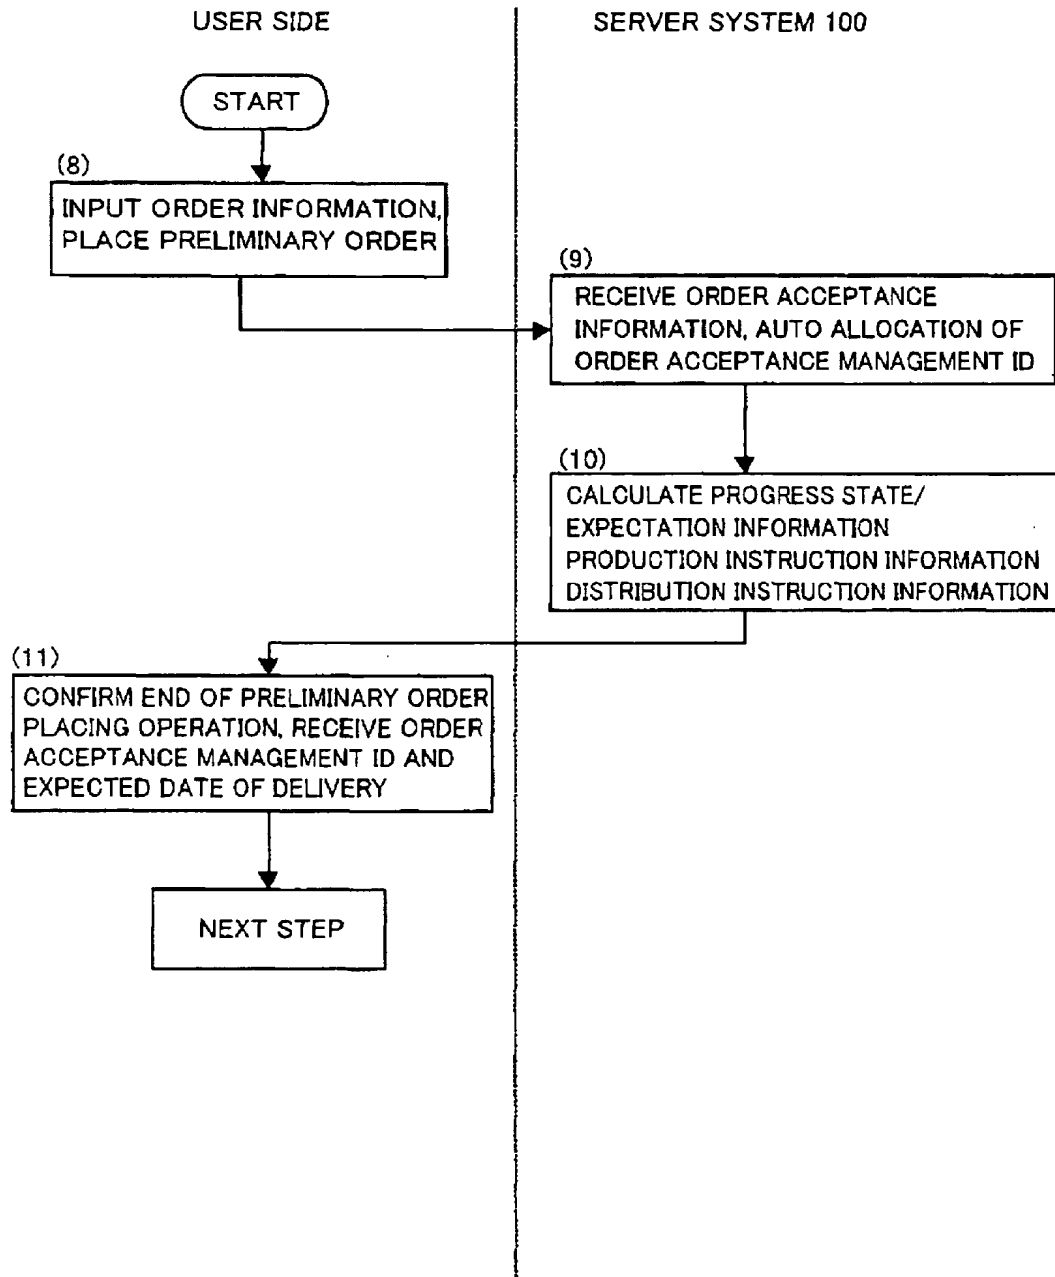 USER SIDE
SERVER SYSTEM 100
START
(8)
INPUT ORDER INFORMATION,
PLACE PRELIMINARY ORDER
(9)
RECEIVE ORDER ACCEPTANCE
INFORMATION, AUTO ALLOCATION OF
ORDER ACCEPTANCE MANAGEMENT ID
(10)
CALCULATE PROGRESS STATE/
EXPECTATION INFORMATION
PRODUCTION INSTRUCTION INFORMATION
DISTRIBUTION INSTRUCTION INFORMATION
(11)
CONFIRM END OF PRELIMINARY ORDER
PLACING OPERATION, RECEIVE ORDER
ACCEPTANCE MANAGEMENT ID AND
EXPECTED DATE OF DELIVERY
NEXT STEP